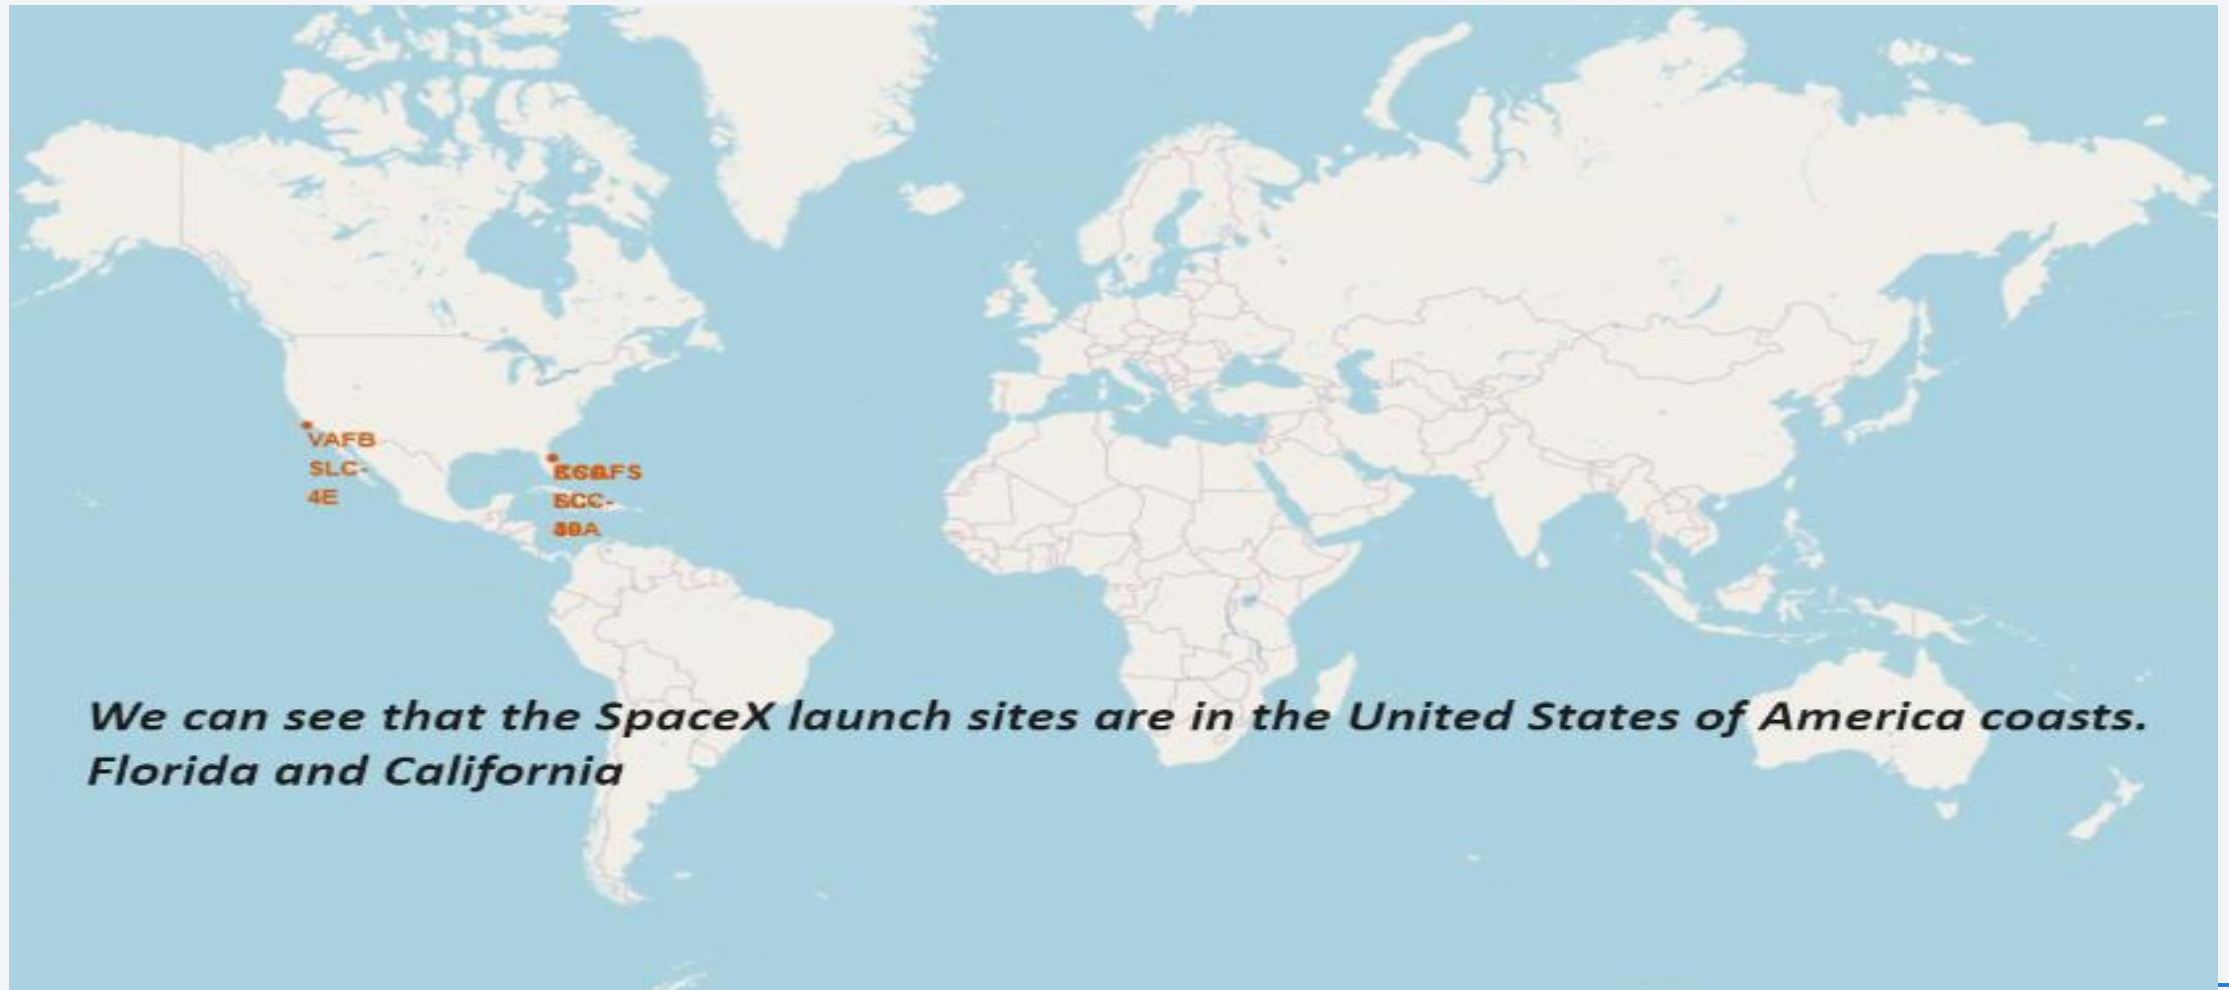 VAFB
SLC-
4E
We can see that the SpaceX launch sites are in the United States of America coasts.
Florida and California